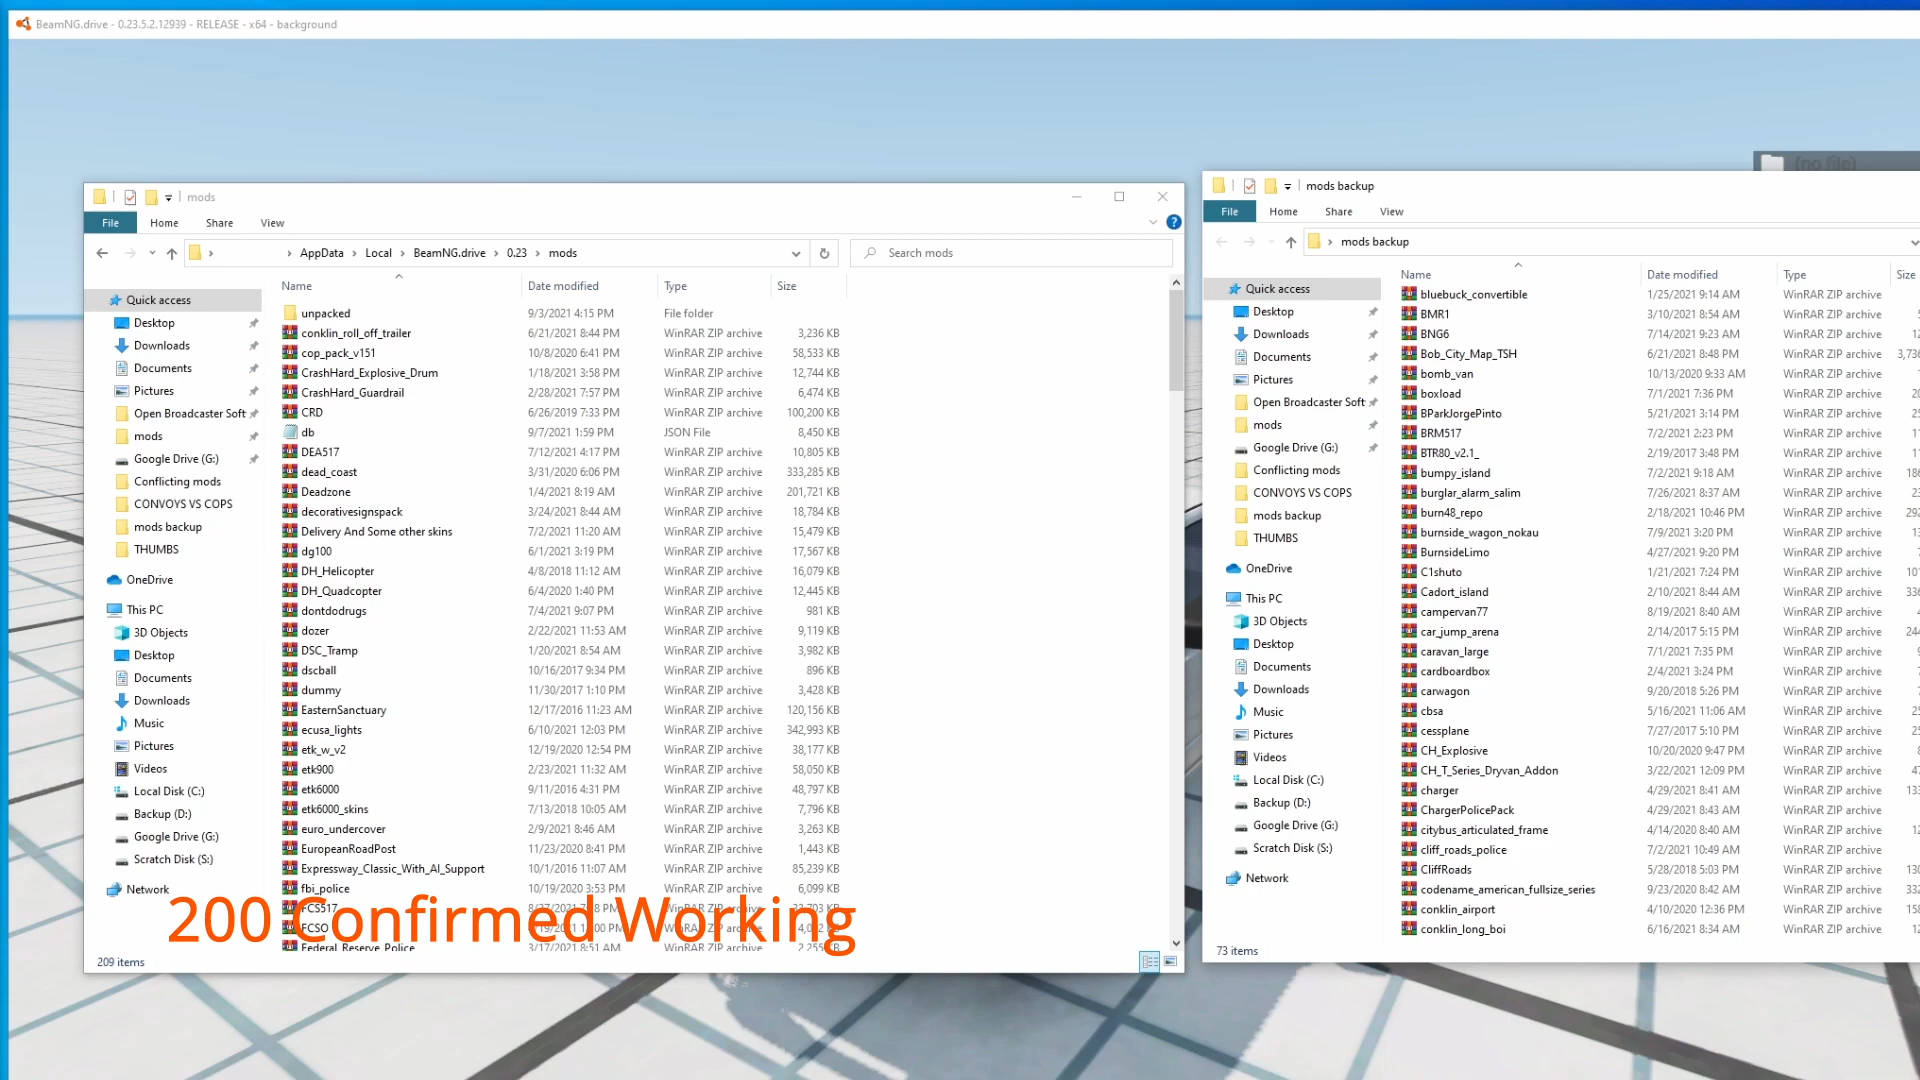 BeamNG.drive - 0.23.5.2.12939 - RELEASE - x64 - background
(no file)
mods
File Home Share View
AppData Local BeamNG.drive 0.23 mods
Search mods
Quick access
Desktop
Downloads
Documents
Pictures
Open Broadcaster Soft
mods
Google Drive (G:)
Conflicting mods
CONVOYS VS COPS
mods backup
THUMBS
OneDrive
This PC
3D Objects
Desktop
Documents
Downloads
Music
Pictures
Videos
Local Disk (C:)
Backup (D:)
Google Drive (G:)
Scratch Disk (S:)
Network
Name Date modified Type Size
unpacked 9/3/2021 4:15 PM File folder
conklin_roll_off_trailer 6/21/2021 8:44 PM WinRAR ZIP archive 3,236 KB
cop_pack_v151 10/8/2020 6:41 PM WinRAR ZIP archive 58,533 KB
CrashHard_Explosive_Drum 1/18/2021 3:58 PM WinRAR ZIP archive 12,744 KB
CrashHard_Guardrail 2/28/2021 7:57 PM WinRAR ZIP archive 6,474 KB
CRD 6/26/2019 7:33 PM WinRAR ZIP archive 100,200 KB
db 9/7/2021 1:59 PM JSON File 8,450 KB
DEA517 7/12/2021 4:17 PM WinRAR ZIP archive 10,805 KB
dead_coast 3/31/2020 6:06 PM WinRAR ZIP archive 333,285 KB
Deadzone 1/4/2021 8:19 AM WinRAR ZIP archive 201,721 KB
decorativesignspack 3/24/2021 8:44 AM WinRAR ZIP archive 18,784 KB
Delivery And Some other skins 7/2/2021 11:20 AM WinRAR ZIP archive 15,479 KB
dg100 6/1/2021 3:19 PM WinRAR ZIP archive 17,567 KB
DH_Helicopter 4/8/2018 11:12 AM WinRAR ZIP archive 16,079 KB
DH_Quadcopter 6/4/2020 1:40 PM WinRAR ZIP archive 12,445 KB
dontdodrugs 7/4/2021 9:07 PM WinRAR ZIP archive 981 KB
dozer 2/22/2021 11:53 AM WinRAR ZIP archive 9,119 KB
DSC_Tramp 1/20/2021 8:54 AM WinRAR ZIP archive 3,982 KB
dscball 10/16/2017 9:34 PM WinRAR ZIP archive 896 KB
dummy 11/30/2017 1:10 PM WinRAR ZIP archive 3,428 KB
EasternSanctuary 12/17/2016 11:23 AM WinRAR ZIP archive 120,156 KB
ecusa_lights 6/10/2021 12:03 PM WinRAR ZIP archive 342,993 KB
etk_w_v2 12/19/2020 12:54 PM WinRAR ZIP archive 38,177 KB
etk900 2/23/2021 11:32 AM WinRAR ZIP archive 58,050 KB
etk6000 9/11/2016 4:31 PM WinRAR ZIP archive 48,797 KB
etk6000_skins 7/13/2018 10:05 AM WinRAR ZIP archive 7,796 KB
euro_undercover 2/9/2021 8:46 AM WinRAR ZIP archive 3,263 KB
EuropeanRoadPost 11/23/2020 8:41 PM WinRAR ZIP archive 1,443 KB
Expressway_Classic_With_AI_Support 10/1/2016 11:07 AM WinRAR ZIP archive 85,239 KB
fbi_police 10/19/2020 3:53 PM WinRAR ZIP archive 6,099 KB
FCS517
FCSO
Federal_Reserve_Police 3/17/2021 8:51 AM WinRAR ZIP archive
200 Confirmed Working
209 items
mods backup
File Home Share View
mods backup
Quick access
Desktop
Downloads
Documents
Pictures
Open Broadcaster Soft
mods
Google Drive (G:)
Conflicting mods
CONVOYS VS COPS
mods backup
THUMBS
OneDrive
This PC
3D Objects
Desktop
Documents
Downloads
Music
Pictures
Videos
Local Disk (C:)
Backup (D:)
Google Drive (G:)
Scratch Disk (S:)
Network
Name Date modified Type Size
bluebuck_convertible 1/25/2021 9:14 AM WinRAR ZIP archive
BMR1 3/10/2021 8:54 AM WinRAR ZIP archive
BNG6 7/14/2021 9:23 AM WinRAR ZIP archive
Bob_City_Map_TSH 6/21/2021 8:48 PM WinRAR ZIP archive
bomb_van 10/13/2020 9:33 AM WinRAR ZIP archive
boxload 7/1/2021 7:36 PM WinRAR ZIP archive
BParkJorgePinto 5/21/2021 3:14 PM WinRAR ZIP archive
BRM517 7/2/2021 2:23 PM WinRAR ZIP archive
BTR80_v2.1_ 2/19/2017 3:48 PM WinRAR ZIP archive
bumpy_island 7/2/2021 9:18 AM WinRAR ZIP archive
burglar_alarm_salim 7/26/2021 8:37 AM WinRAR ZIP archive
burn48_repo 2/18/2021 10:46 PM WinRAR ZIP archive
burnside_wagon_nokau 7/9/2021 3:20 PM WinRAR ZIP archive
BurnsideLimo 4/27/2021 9:20 PM WinRAR ZIP archive
C1shuto 1/21/2021 7:24 PM WinRAR ZIP archive
Cadort_island 2/10/2021 8:44 AM WinRAR ZIP archive
campervan77 8/19/2021 8:40 AM WinRAR ZIP archive
car_jump_arena 2/14/2017 5:15 PM WinRAR ZIP archive
caravan_large 7/1/2021 7:35 PM WinRAR ZIP archive
cardboardbox 2/4/2021 3:24 PM WinRAR ZIP archive
carwagon 9/20/2018 5:26 PM WinRAR ZIP archive
cbsa 5/16/2021 11:06 AM WinRAR ZIP archive
cessplane 7/27/2017 5:10 PM WinRAR ZIP archive
CH_Explosive 10/20/2020 9:47 PM WinRAR ZIP archive
CH_T_Series_Dryvan_Addon 3/22/2021 12:09 PM WinRAR ZIP archive
charger 4/29/2021 8:41 AM WinRAR ZIP archive
ChargerPolicePack 4/29/2021 8:43 AM WinRAR ZIP archive
citybus_articulated_frame 4/14/2020 8:40 AM WinRAR ZIP archive
cliff_roads_police 7/2/2021 10:49 AM WinRAR ZIP archive
CliffRoads 5/28/2018 5:03 PM WinRAR ZIP archive
codename_american_fullsize_series 9/23/2020 8:42 AM WinRAR ZIP archive
conklin_airport 4/10/2020 12:36 PM WinRAR ZIP archive
conklin_long_boi 6/16/2021 8:34 AM WinRAR ZIP archive
73 items